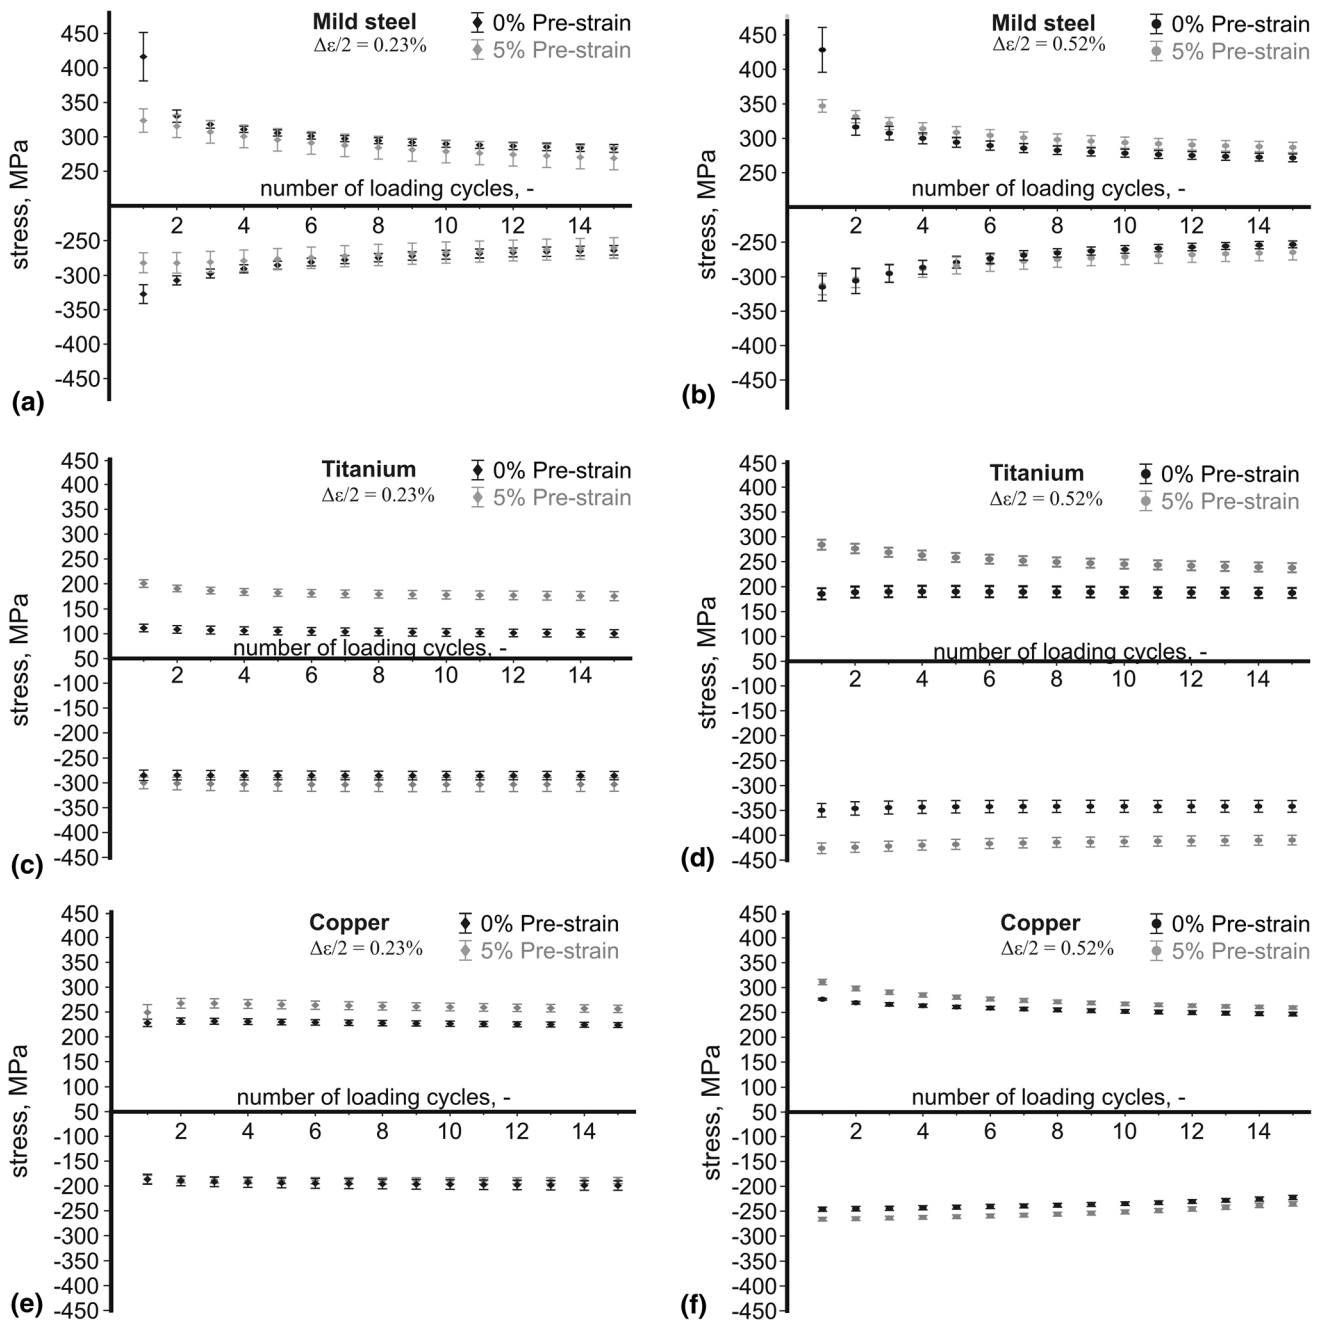 Mild steel
Δε/2 = 0.23%
0% Pre-strain
5% Pre-strain
450
400
350
300
250
-250
-300
-350
-400
-450
stress, MPa
number of loading cycles, -
2 4 6 8 10 12 14
(a)
Mild steel
Δε/2 = 0.52%
0% Pre-strain
5% Pre-strain
450
400
350
300
250
-250
-300
-350
-400
-450
stress, MPa
number of loading cycles, -
2 4 6 8 10 12 14
(b)
Titanium
Δε/2 = 0.23%
0% Pre-strain
5% Pre-strain
450
400
350
300
250
200
150
100
50
-100
-150
-200
-250
-300
-350
-400
-450
stress, MPa
number of loading cycles, -
2 4 6 8 10 12 14
(c)
Titanium
Δε/2 = 0.52%
0% Pre-strain
5% Pre-strain
450
400
350
300
250
200
150
100
50
-100
-150
-200
-250
-300
-350
-400
-450
stress, MPa
number of loading cycles, -
2 4 6 8 10 12 14
(d)
Copper
Δε/2 = 0.23%
0% Pre-strain
5% Pre-strain
450
400
350
300
250
200
150
100
50
-100
-150
-200
-250
-300
-350
-400
-450
stress, MPa
number of loading cycles, -
2 4 6 8 10 12 14
(e)
Copper
Δε/2 = 0.52%
0% Pre-strain
5% Pre-strain
450
400
350
300
250
200
150
100
50
-100
-150
-200
-250
-300
-350
-400
-450
stress, MPa
number of loading cycles, -
2 4 6 8 10 12 14
(f)